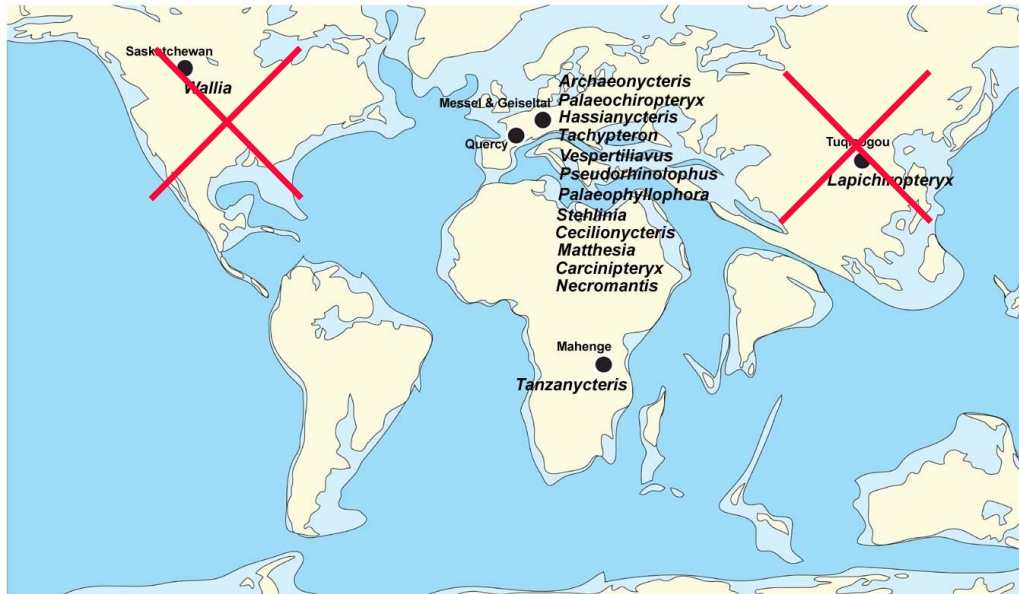 Saskatchewan
Wallia
Messel & Geiseltal
Quercy
Archaeonycteris
Palaeochiropteryx
Hassianycteris
Tachypteron
Vespertiliavus
Pseudorhinolophus
Palaeophyllophora
Stehlinia
Cecilionycteris
Matthesia
Carcinipteryx
Necromantis
Mahenge
Tanzanycteris
Lapichiropteryx